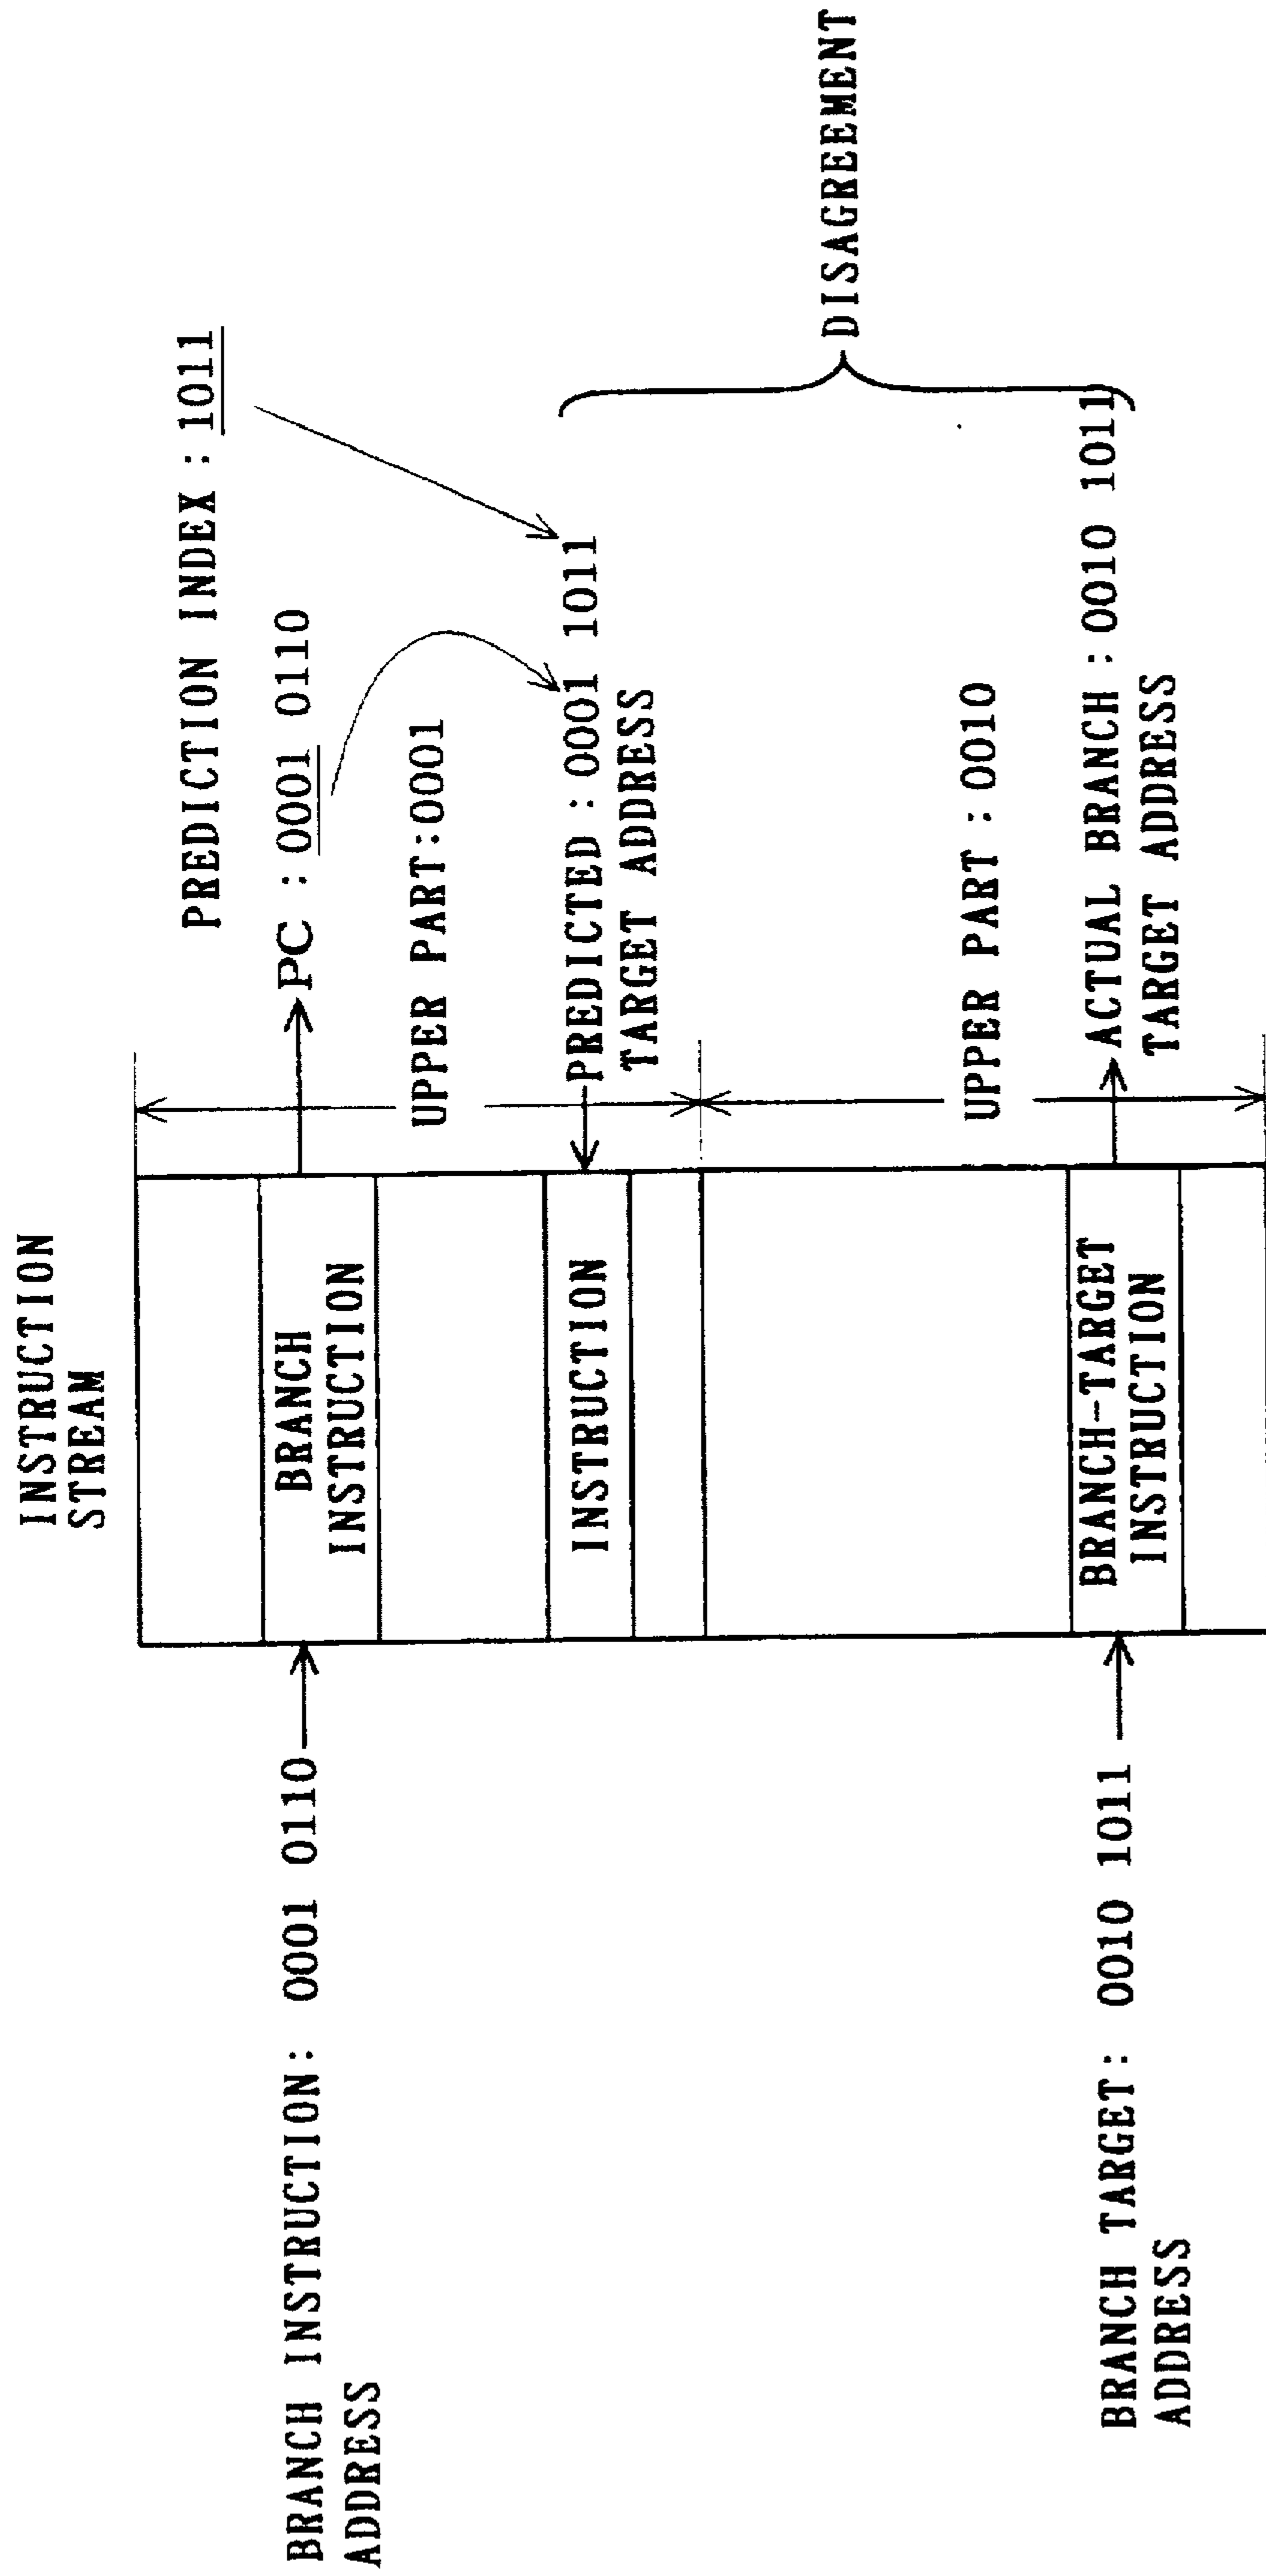 INSTRUCTION
STREAM
PREDICTION INDEX : 1011
BRANCH INSTRUCTION: 0001 0110
ADDRESS
BRANCH
INSTRUCTION
PC : 0001 0110
UPPER PART:0001
INSTRUCTION
PREDICTED : 0001 1011
TARGET ADDRESS
DISAGREEMENT
UPPER PART : 0010
BRANCH TARGET: 0010 1011
ADDRESS
BRANCH-TARGET
INSTRUCTION
ACTUAL BRANCH : 0010 1011
TARGET ADDRESS